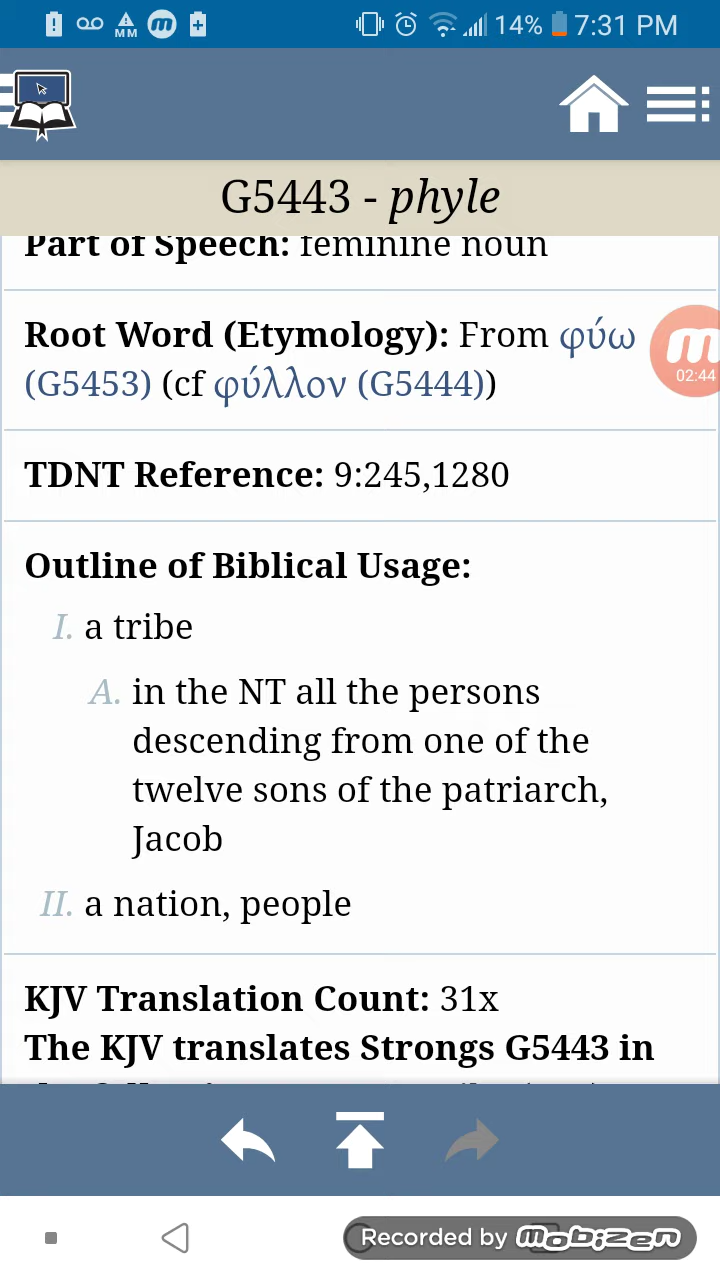 MM
14%
7:31 PM
G5443 - phyle
Part of Speech: feminine noun
Root Word (Etymology): From φύω
(G5453) (cf φύλλον (G5444))
02:44
TDNT Reference: 9:245,1280
Outline of Biblical Usage:
I. a tribe
A. in the NT all the persons
descending from one of the
twelve sons of the patriarch,
Jacob
II. a nation, people
KJV Translation Count: 31x
The KJV translates Strongs G5443 in
Recorded by mobizen